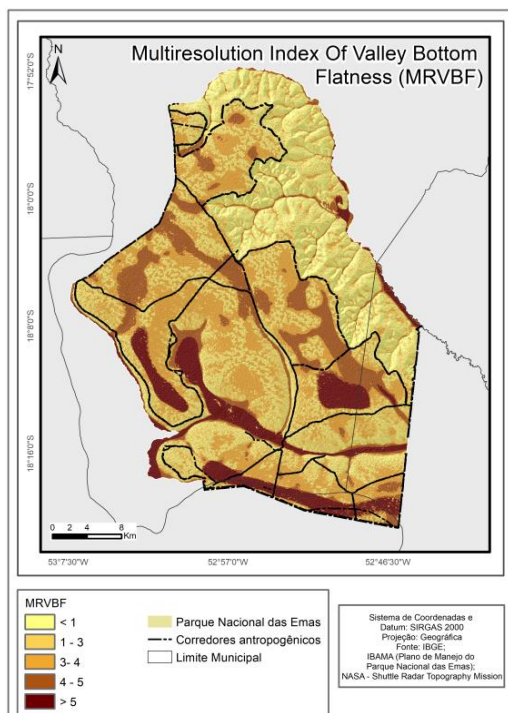 Multiresolution Index Of Valley Bottom
Flatness (MRVBF)
N
17°52'0"S
18°0'0"S
18°8'0"S
18°16'0"S
0 2 4 8
Km
53°7'30"W
52°57'0"W
52°46'30"W
MRVBF
< 1
1 - 3
3- 4
4 - 5
> 5
Parque Nacional das Emas
Corredores antropogênicos
Limite Municipal
Sistema de Coordenadas e
Datum: SIRGAS 2000
Projeção: Geográfica
Fonte: IBGE;
IBAMA (Plano de Manejo do
Parque Nacional das Emas);
NASA - Shuttle Radar Topography Mission